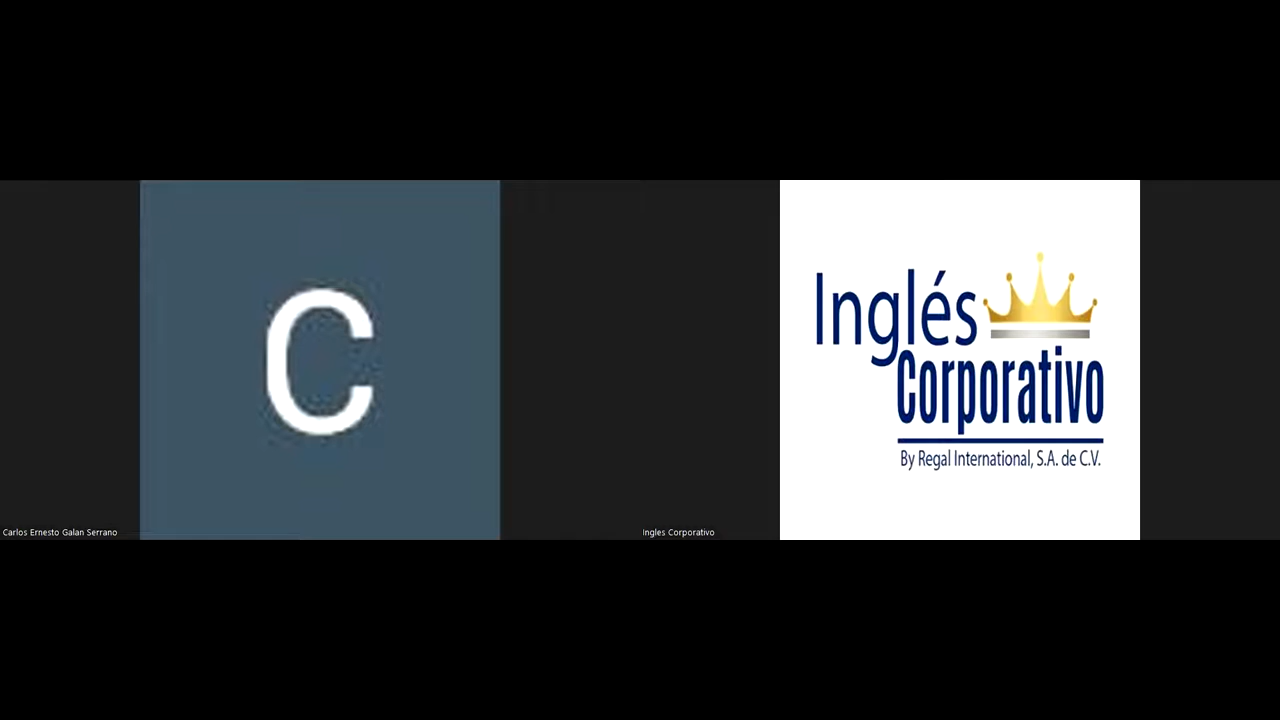 C
Inglés
Corporativo
By Regal International, S.A. de C.V.
Carlos Ernesto Galan Serrano
Ingles Corporativo